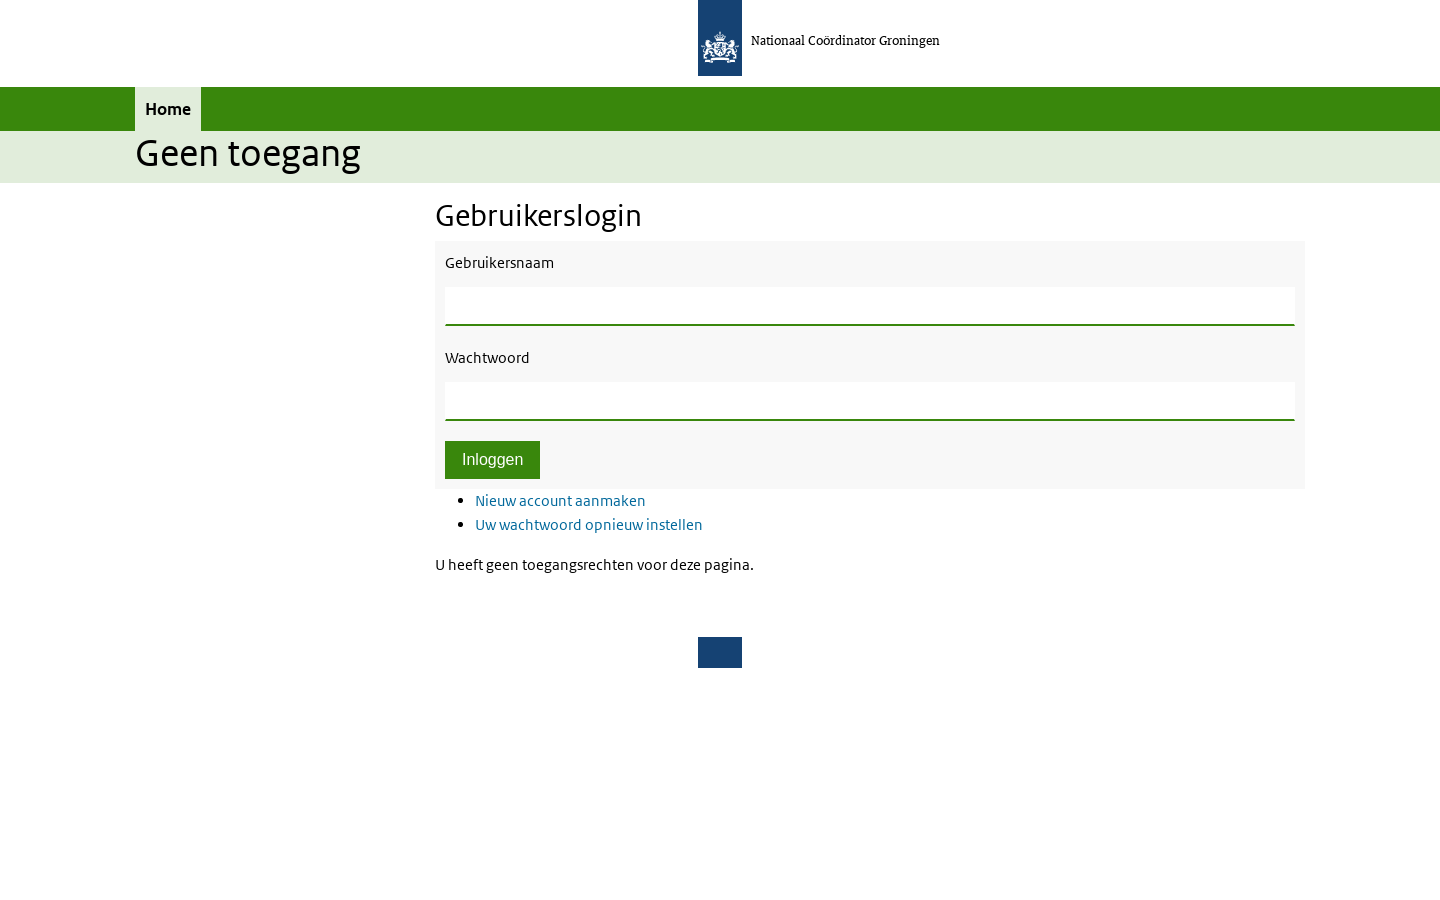 Nationaal Coördinator Groningen
Home
Geen toegang
Gebruikerslogin
Gebruikersnaam
Wachtwoord
Inloggen
Nieuw account aanmaken
Uw wachtwoord opnieuw instellen
U heeft geen toegangsrechten voor deze pagina.